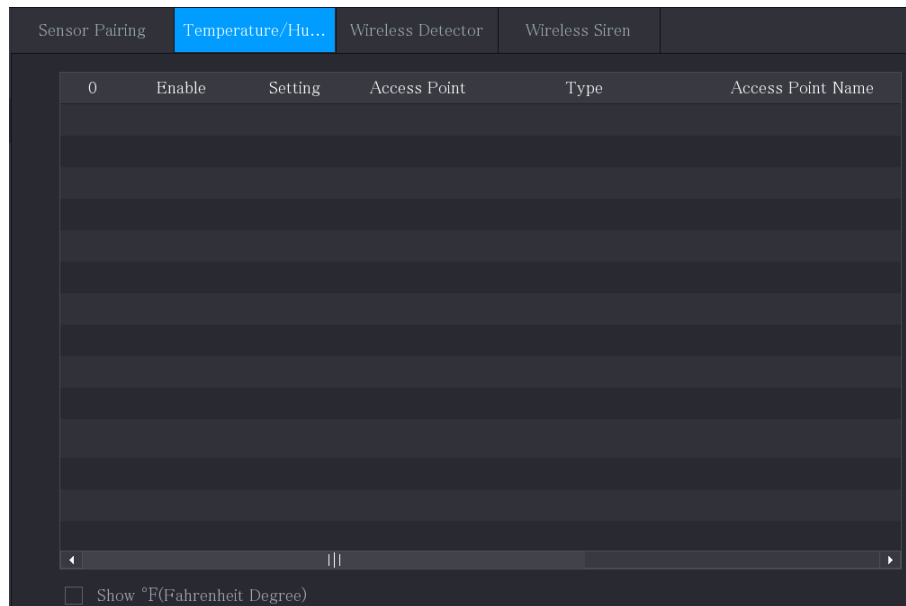 Sensor Pairing Temperature/Hu... Wireless Detector Wireless Siren
0 Enable Setting Access Point Type Access Point Name
Show °F(Fahrenheit Degree)